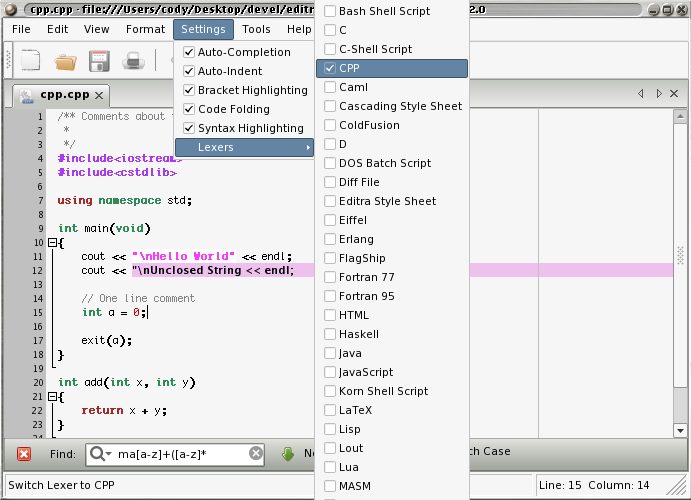 cpp.cpp - file:///Users/cody/Desktop/devel/editr 2.0
File Edit View Format Settings Tools Help
Auto-Completion
Auto-Indent
Bracket Highlighting
Code Folding
Syntax Highlighting
Lexers
Bash Shell Script
C
C-Shell Script
CPP
Caml
Cascading Style Sheet
ColdFusion
D
DOS Batch Script
Diff File
Editra Style Sheet
Eiffel
Erlang
FlagShip
Fortran 77
Fortran 95
HTML
Haskell
Java
JavaScript
Korn Shell Script
LaTeX
Lisp
Lout
Lua
MASM
cpp.cpp
1 /** Comments about
2 *
3 */
4 #include<iostream>
5 #include<cstdlib>
6
7 using namespace std;
8
9 int main(void)
10 {
11 cout << "\nHello World" << endl;
12 cout << "\nUnclosed String << endl;
13
14 // One line comment
15 int a = 0;
16
17 exit(a);
18 }
19
20 int add(int x, int y)
21 {
22 return x + y;
23 }
24
Find: ma[a-z]+([a-z]* Ne ch Case
Switch Lexer to CPP Line: 15 Column: 14